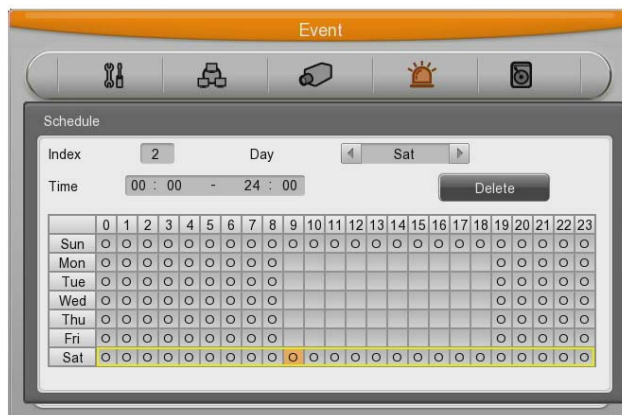 Event
Schedule
Index 2 Day Sat
Time 00 : 00 - 24 : 00 Delete
0 1 2 3 4 5 6 7 8 9 10 11 12 13 14 15 16 17 18 19 20 21 22 23
Sun O O O O O O O O O O O O O O O O O O O O O O O O
Mon O O O O O O O O O O O O O O
Tue O O O O O O O O O O O O O O
Wed O O O O O O O O O O O O O O
Thu O O O O O O O O O O O O O O
Fri O O O O O O O O O O O O O O
Sat O O O O O O O O O O O O O O O O O O O O O O O O